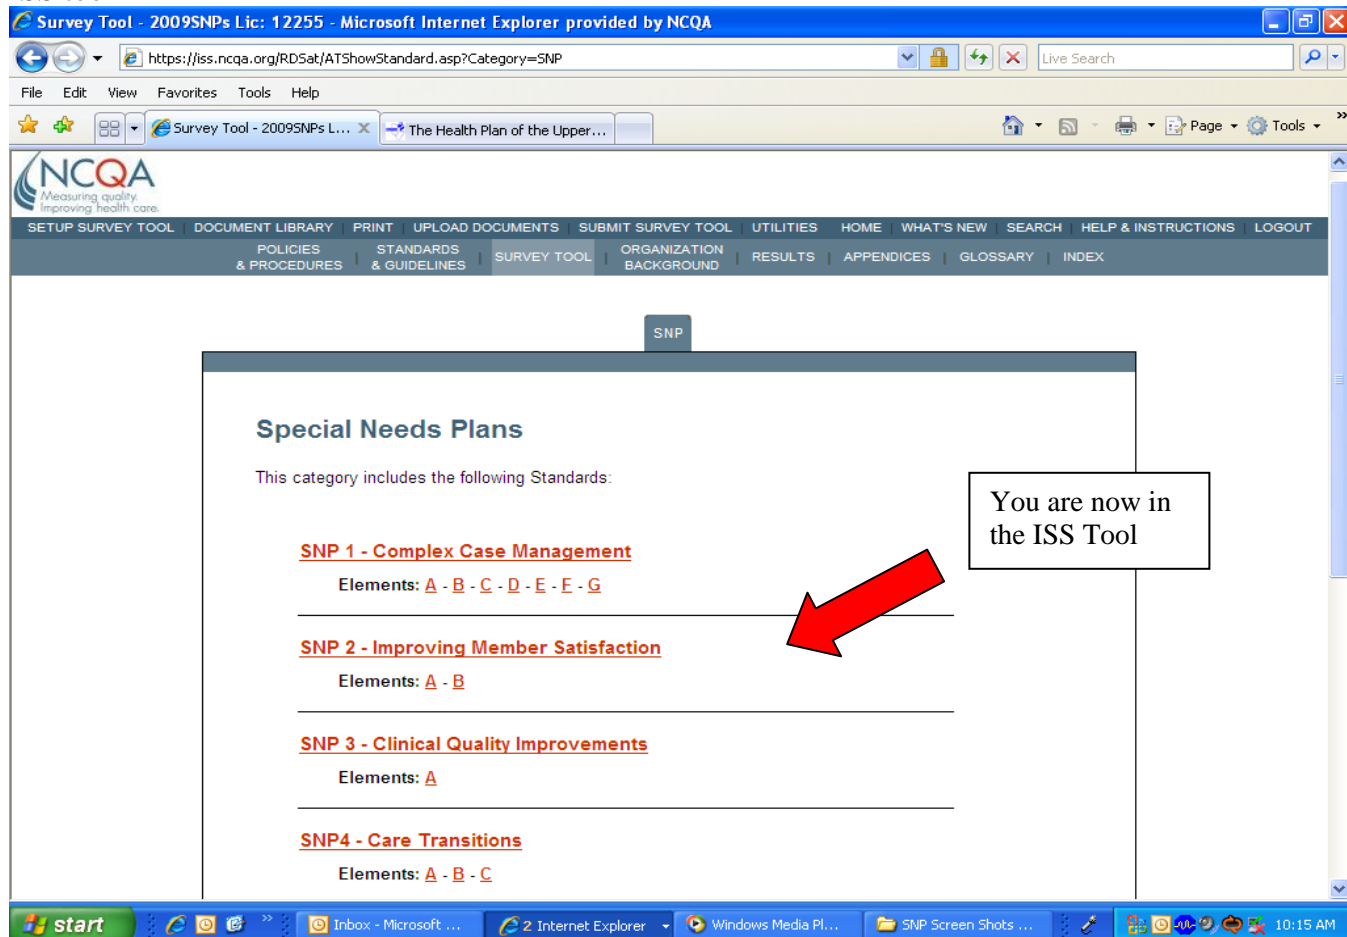 Survey Tool - 2009SNPs Lic: 12255 - Microsoft Internet Explorer provided by NCQA
https://iss.ncqa.org/RDSat/ATShowStandard.asp?Category=SNP
Live Search
File Edit View Favorites Tools Help
Survey Tool - 2009SNPs L...
The Health Plan of the Upper...
Page
Tools
NCQA
Measuring quality.
Improving health care.
SETUP SURVEY TOOL | DOCUMENT LIBRARY | PRINT | UPLOAD DOCUMENTS | SUBMIT SURVEY TOOL | UTILITIES HOME | WHAT'S NEW | SEARCH | HELP & INSTRUCTIONS | LOGOUT
POLICIES & PROCEDURES | STANDARDS & GUIDELINES | SURVEY TOOL | ORGANIZATION BACKGROUND | RESULTS | APPENDICES | GLOSSARY | INDEX
SNP
Special Needs Plans
This category includes the following Standards:
You are now in
the ISS Tool
SNP 1 - Complex Case Management
Elements: A - B - C - D - E - F - G
SNP 2 - Improving Member Satisfaction
Elements: A - B
SNP 3 - Clinical Quality Improvements
Elements: A
SNP4 - Care Transitions
Elements: A - B - C
start
Inbox - Microsoft ...
2 Internet Explorer
Windows Media Pl...
SNP Screen Shots ...
10:15 AM